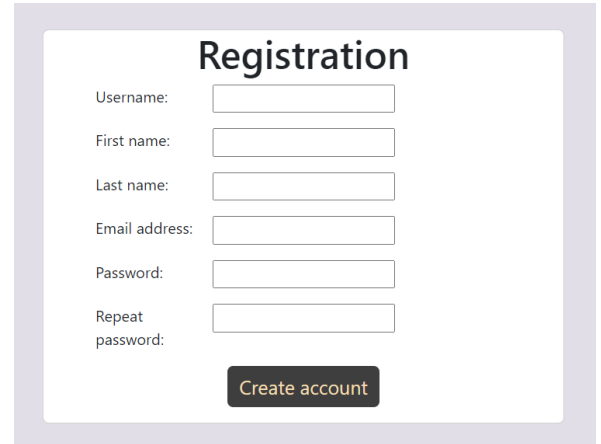 Registration
Username:
First name:
Last name:
Email address:
Password:
Repeat
password:
Create account